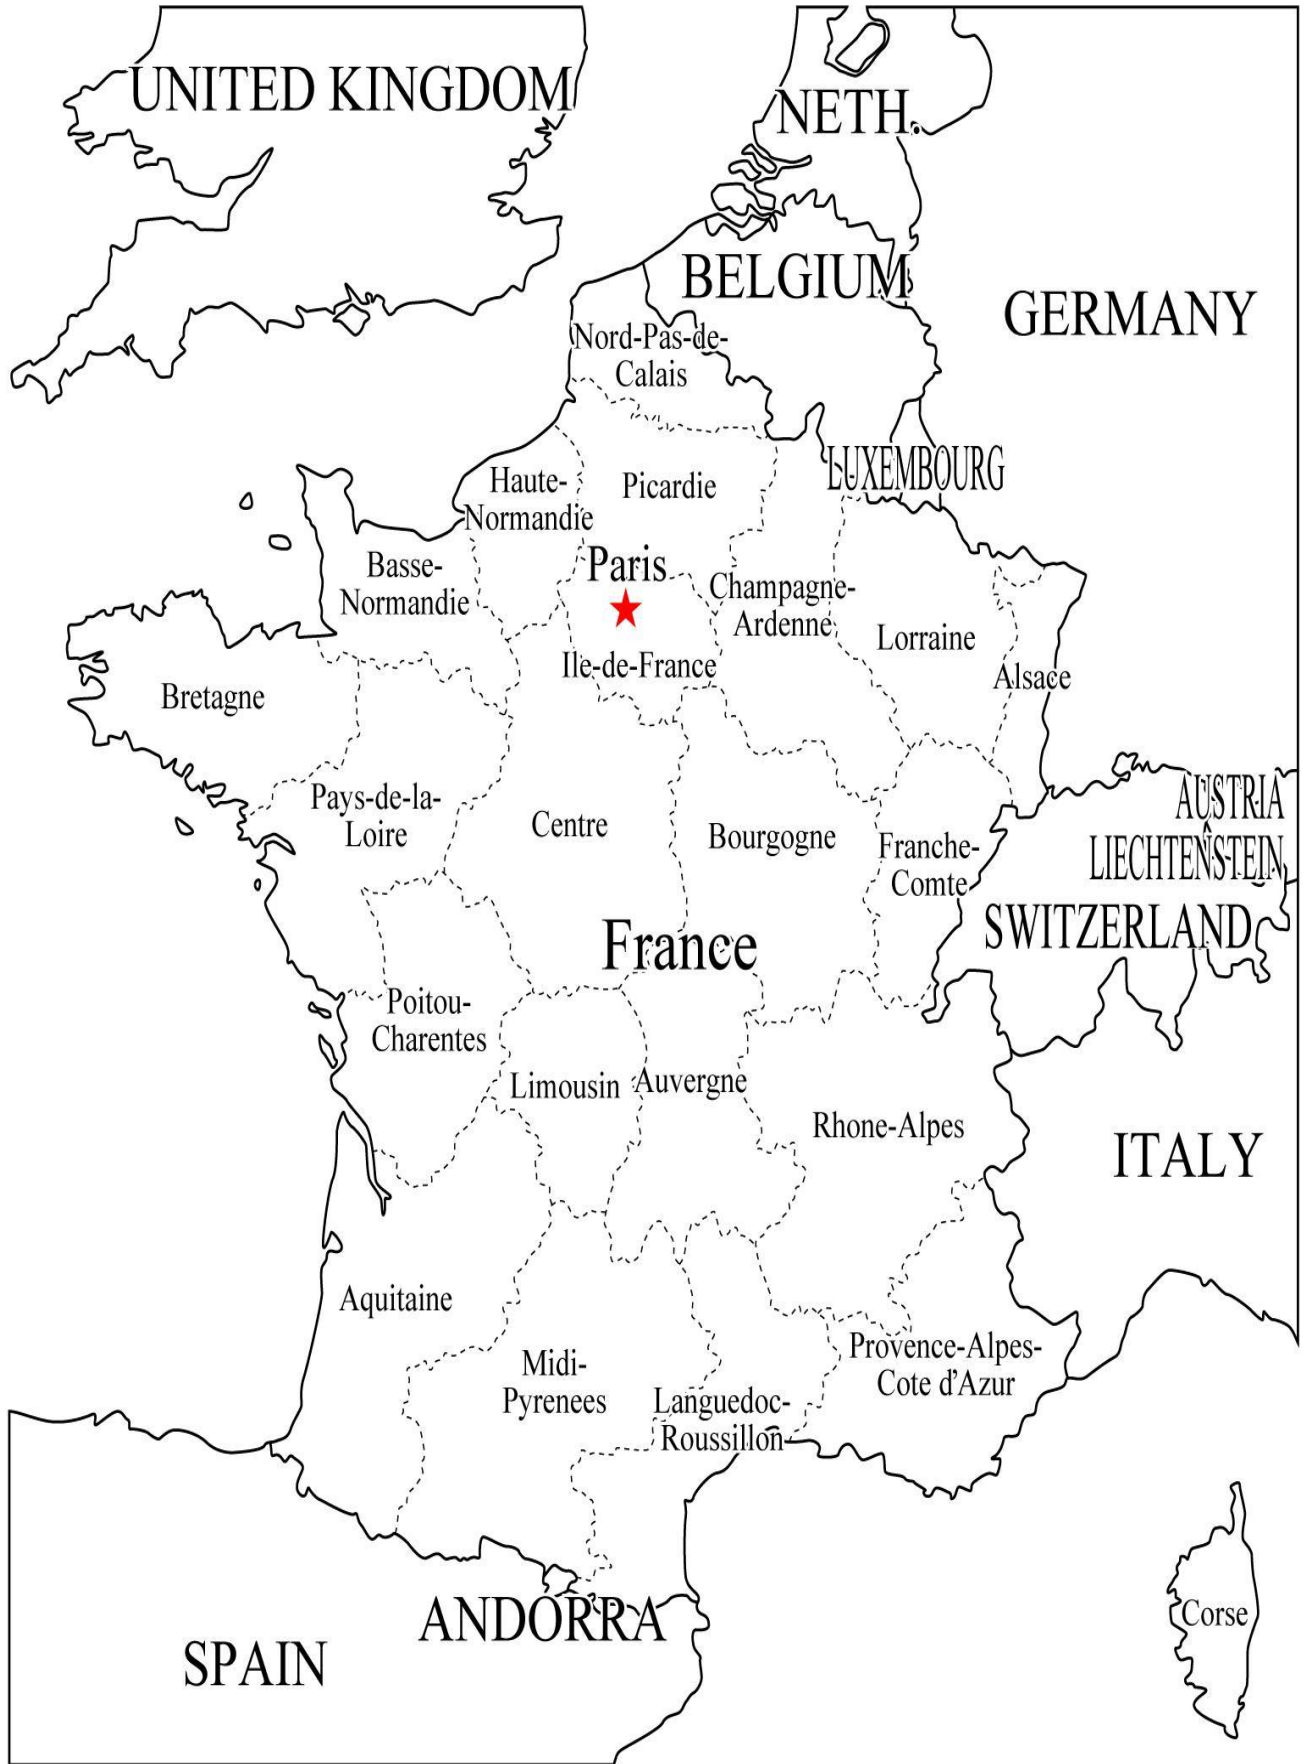 UNITED KINGDOM
NETH.
BELGIUM
GERMANY
Nord-Pas-de-
Calais
LUXEMBOURG
Haute-
Normandie
Picardie
Paris
Basse-
Normandie
Champagne-
Ardenne
Lorraine
Ile-de-France
Alsace
Bretagne
Pays-de-la-
Loire
Centre
Bourgogne
Franche-
Comte
AUSTRIA
LIECHTENSTEIN
SWITZERLAND
France
Poitou-
Charentes
Limousin
Auvergne
Rhone-Alpes
ITALY
Aquitaine
Midi-
Pyrenees
Languedoc-
Roussillon
Provence-Alpes-
Cote d'Azur
Corse
ANDORRA
SPAIN